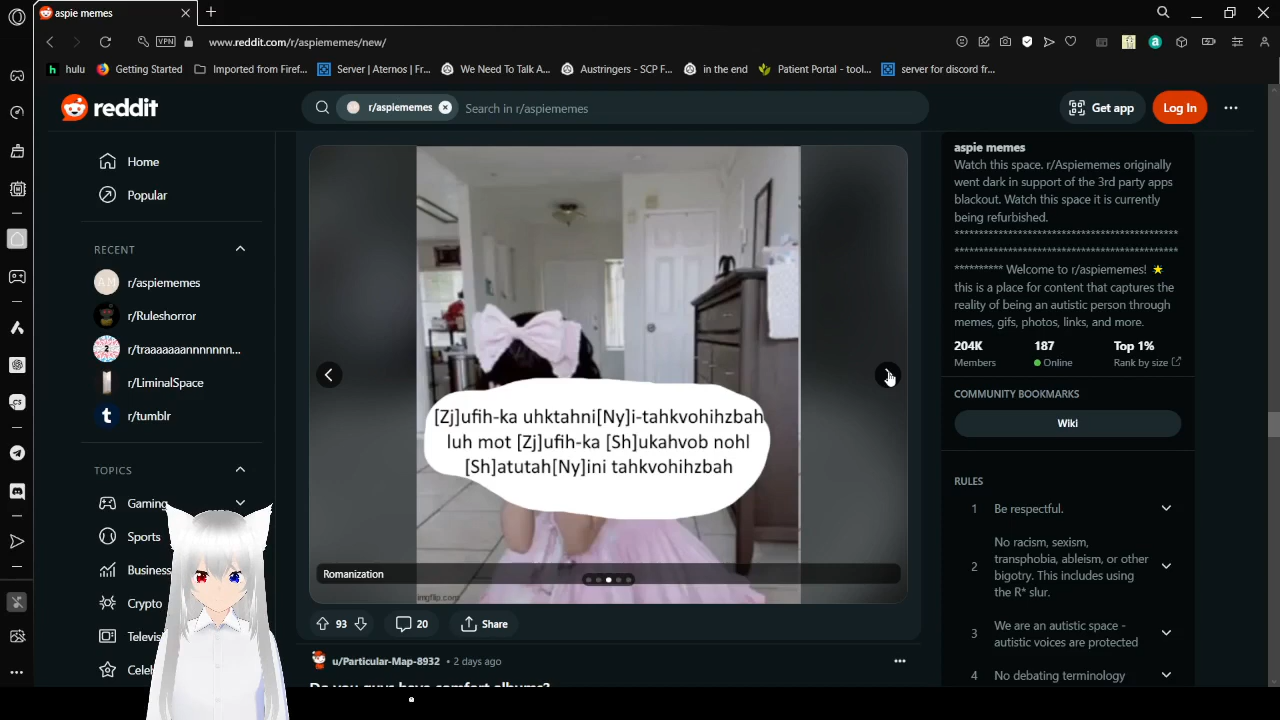 aspie memes
www.reddit.com/r/aspiememes/new/
VPN
hulu
Getting Started
Imported from Firef...
Server | Aternos | Fr...
We Need To Talk A...
Austringers - SCP F...
in the end
Patient Portal - tool...
server for discord fr...
reddit
r/aspiememes
Search in r/aspiememes
Get app
Log In
Home
Popular
RECENT
r/aspiememes
r/Ruleshorror
r/traaaaaaannnnnn...
r/LiminalSpace
r/tumblr
TOPICS
Gaming
Sports
Business
Crypto
Televis
Celeb
[Zj]ufih-ka uhktahni[Ny]i-tahkvohihzbah
luh mot [Zj]ufih-ka [Sh]ukahvob nohl
[Sh]atutah[Ny]ini tahkvohihzbah
Romanization
imgflip.com
93
20
Share
u/Particular-Map-8932 • 2 days ago
Do you guys have comfort albums?
aspie memes
Watch this space. r/Aspiememes originally
went dark in support of the 3rd party apps
blackout. Watch this space it is currently
being refurbished.
********************************************
********************************************
********** Welcome to r/aspiememes! ⭐
this is a place for content that captures the
reality of being an autistic person through
memes, gifs, photos, links, and more.
204K
Members
187
Online
Top 1%
Rank by size
COMMUNITY BOOKMARKS
Wiki
RULES
1 Be respectful.
2 No racism, sexism,
transphobia, ableism, or other
bigotry. This includes using
the R* slur.
3 We are an autistic space -
autistic voices are protected
4 No debating terminology